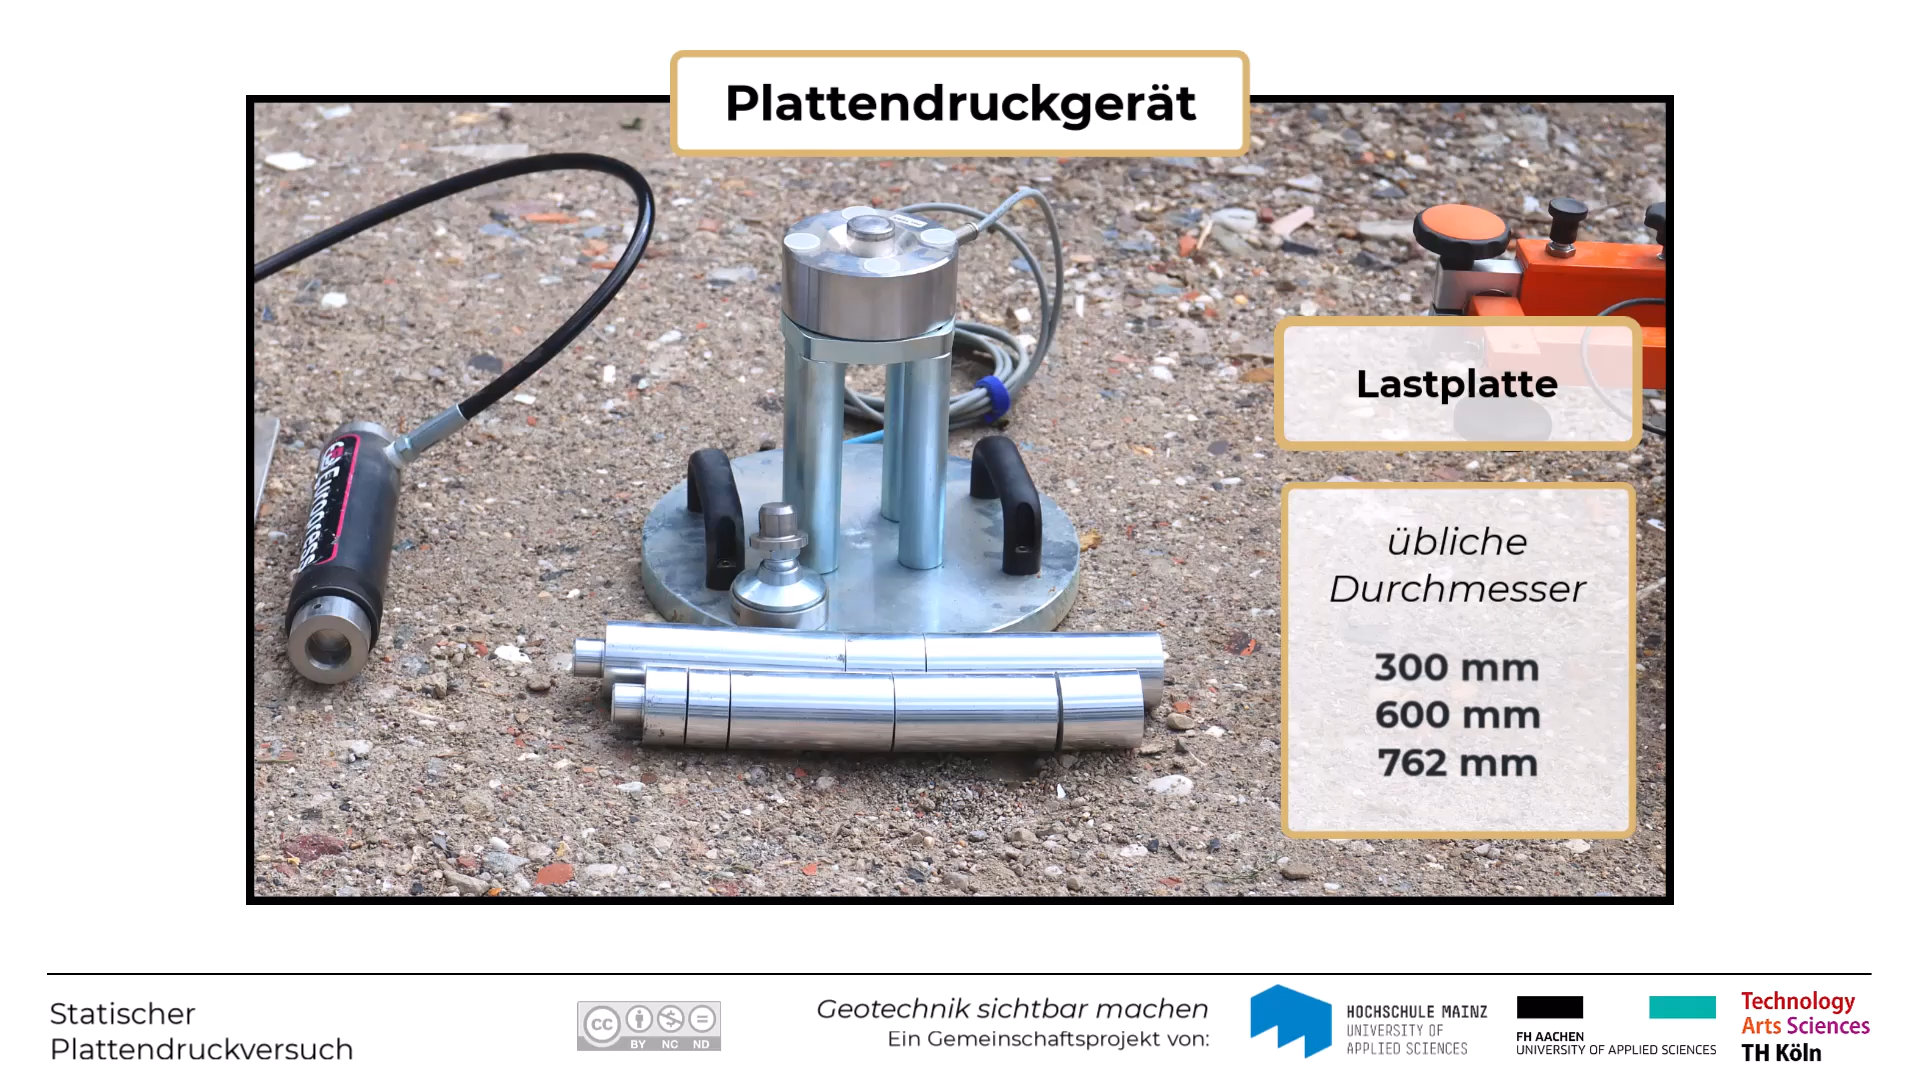 Plattendruckgerät
Europress
Lastplatte
übliche
Durchmesser
300 mm
600 mm
762 mm
Statischer
Plattendruckversuch
cc
BY NC ND
Geotechnik sichtbar machen
Ein Gemeinschaftsprojekt von:
HOCHSCHULE MAINZ
UNIVERSITY OF
APPLIED SCIENCES
FH AACHEN
UNIVERSITY OF APPLIED SCIENCES
Technology
Arts Sciences
TH Köln